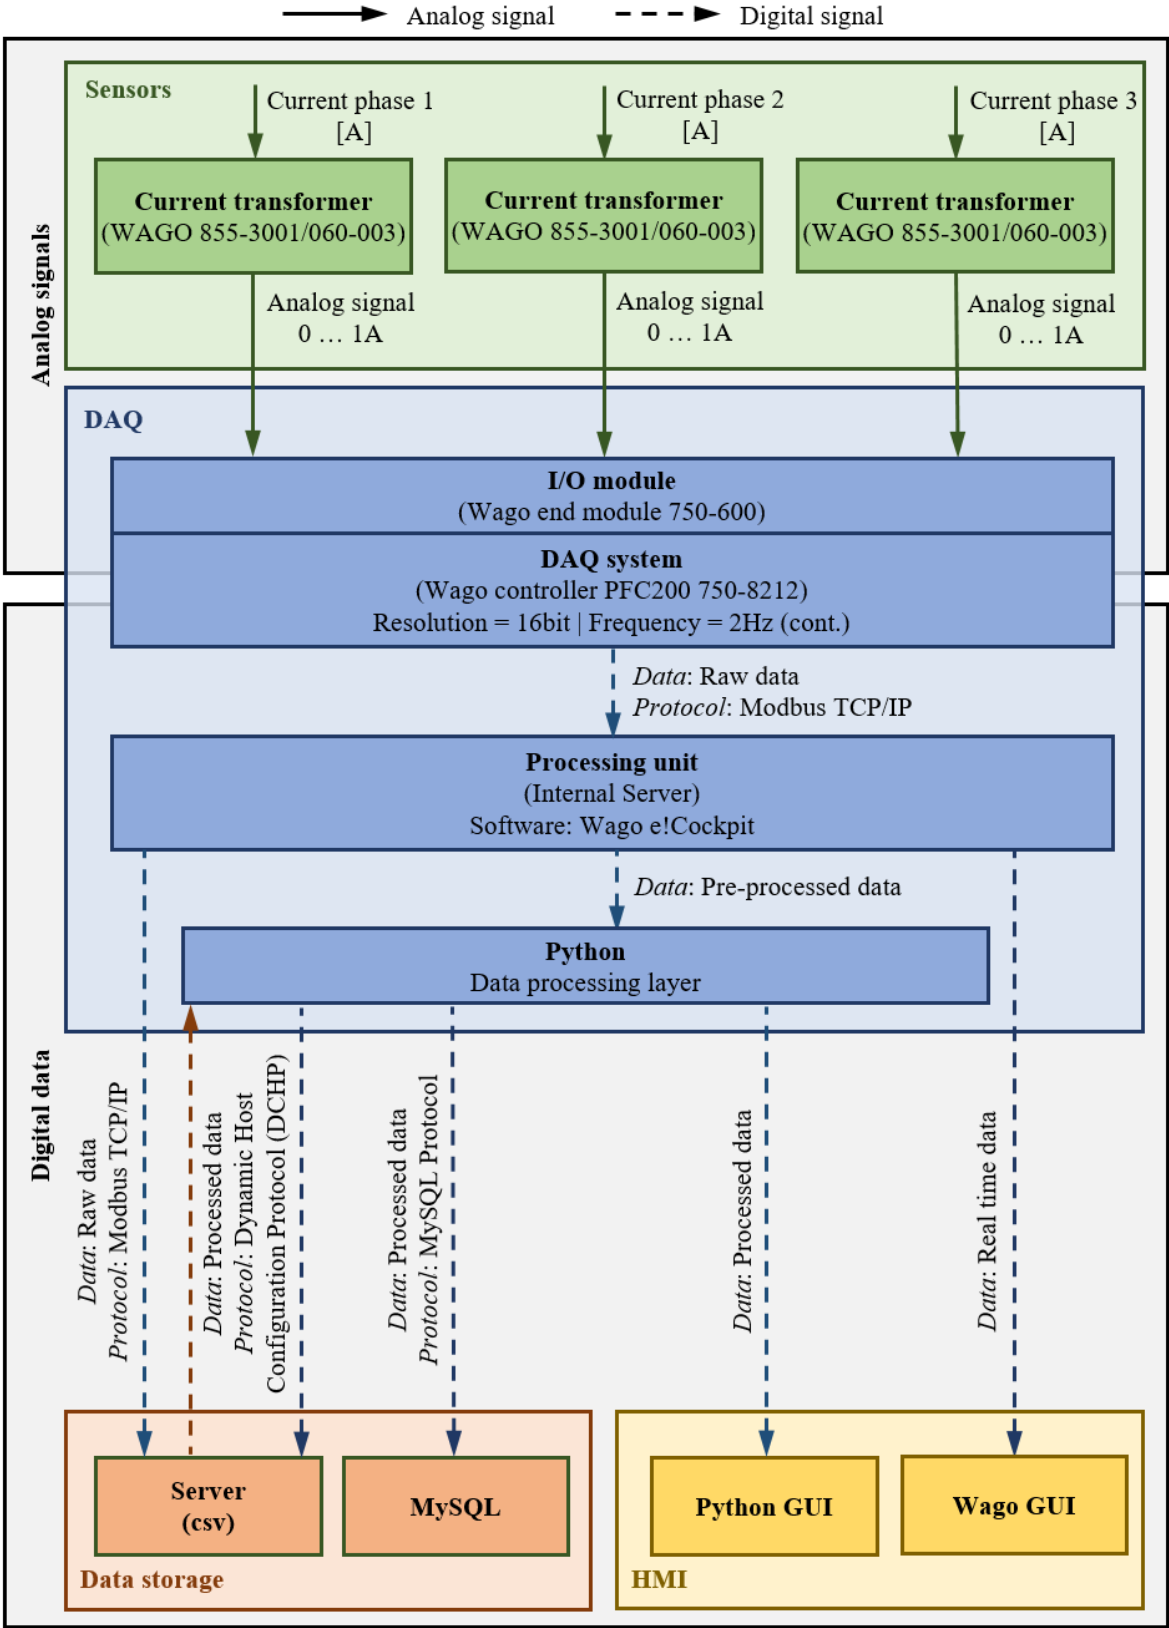 Analog signal
Digital signal
Analog signals
Sensors
Current phase 1
[A]
Current phase 2
[A]
Current phase 3
[A]
Current transformer
(WAGO 855-3001/060-003)
Current transformer
(WAGO 855-3001/060-003)
Current transformer
(WAGO 855-3001/060-003)
Analog signal
0 … 1A
Analog signal
0 … 1A
Analog signal
0 … 1A
DAQ
I/O module
(Wago end module 750-600)
DAQ system
(Wago controller PFC200 750-8212)
Resolution = 16bit | Frequency = 2Hz (cont.)
Data: Raw data
Protocol: Modbus TCP/IP
Processing unit
(Internal Server)
Software: Wago e!Cockpit
Data: Pre-processed data
Python
Data processing layer
Digital data
Data: Raw data
Protocol: Modbus TCP/IP
Data: Processed data
Protocol: Dynamic Host
Configuration Protocol (DCHP)
Data: Processed data
Protocol: MySQL Protocol
Data: Processed data
Data: Real time data
Server
(csv)
MySQL
Data storage
Python GUI
Wago GUI
HMI